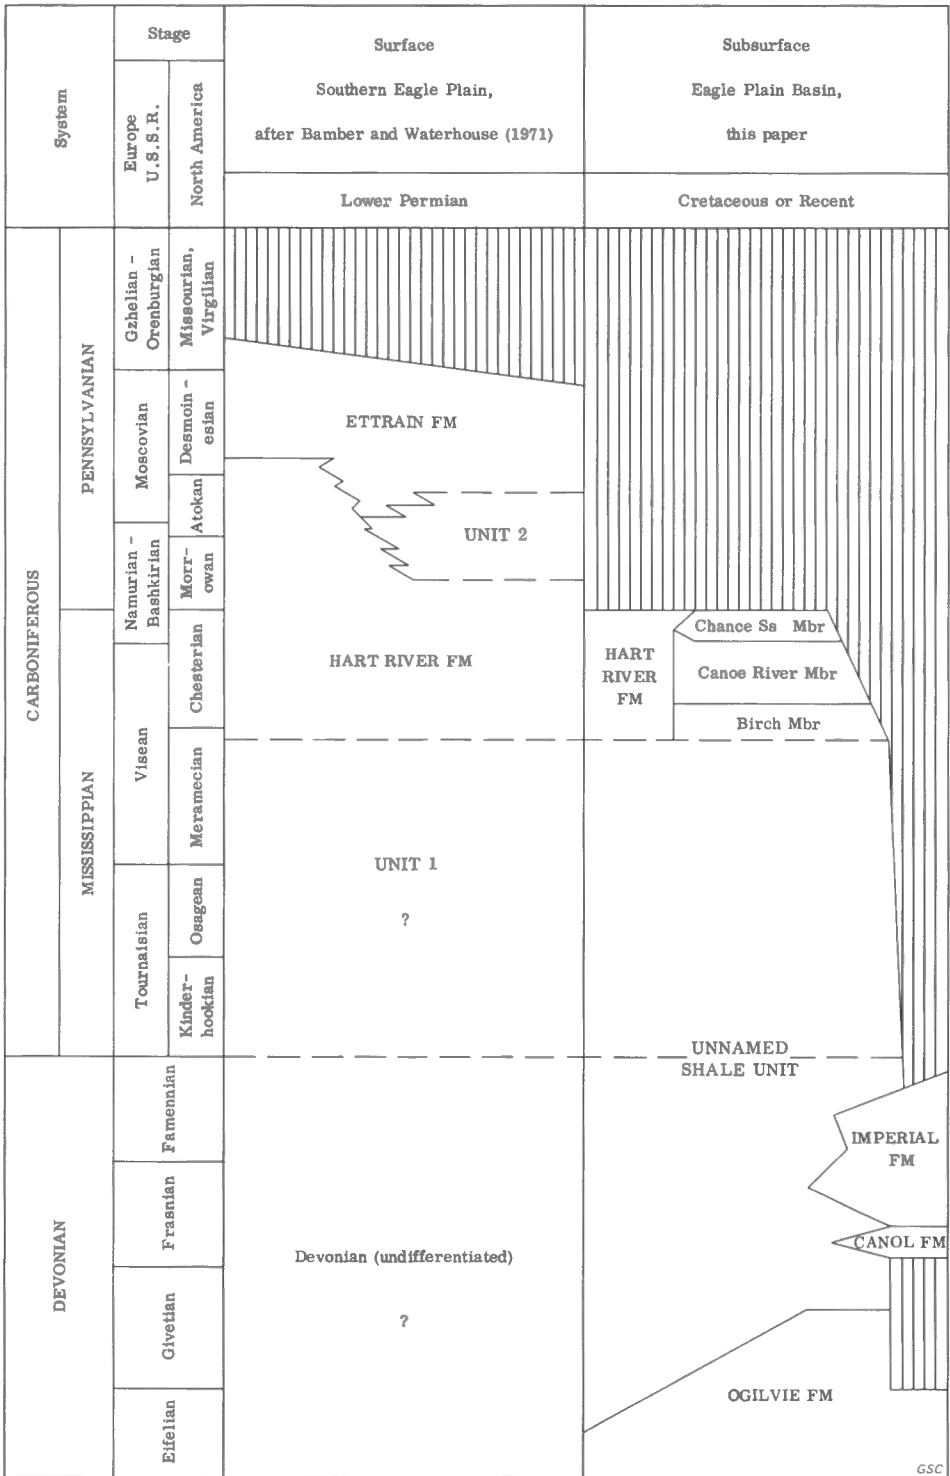 System
Stage
Europe
U.S.S.R.
North America
Surface
Southern Eagle Plain,
after Bamber and Waterhouse (1971)
Subsurface
Eagle Plain Basin,
this paper
Lower Permian
Cretaceous or Recent
CARBONIFEROUS
PENNSYLVANIAN
Gzhelian -
Orenburgian
Missourian,
Virgilian
Moscovian
Desmoin -
esian
ETTRAIN FM
Atokan
UNIT 2
Namurian -
Bashkirian
Morr-
owan
MISSISSIPPIAN
Chesterian
HART RIVER FM
HART
RIVER
FM
Chance Ss Mbr
Canoe River Mbr
Birch Mbr
Visean
Meramecian
UNIT 1
?
Tournaisian
Osagean
Kinder-
hookian
UNNAMED
SHALE UNIT
DEVONIAN
Famennian
IMPERIAL
FM
Frasnian
CANOL FM
Devonian (undifferentiated)
?
Givetian
OGILVIE FM
Eifelian
GSC